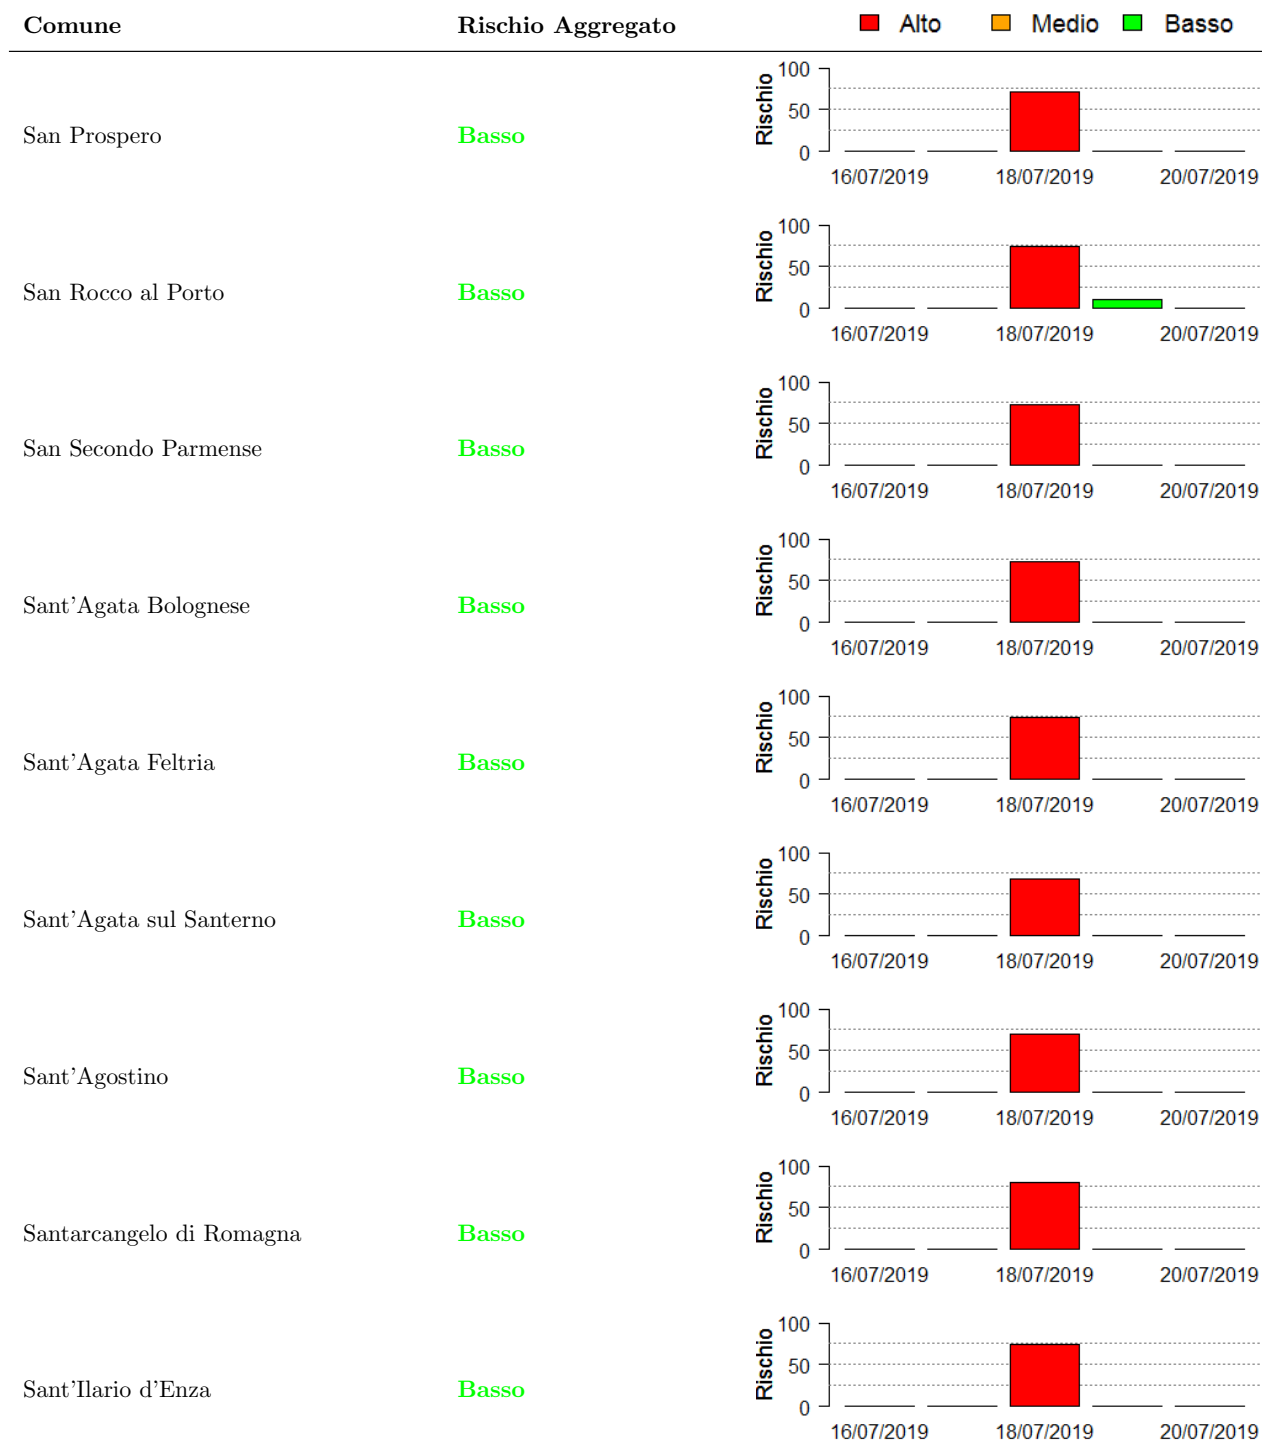 Comune Rischio Aggregato Alto Medio Basso
San Prospero Basso
Rischio
100
50
0
16/07/2019 18/07/2019 20/07/2019
San Rocco al Porto Basso
Rischio
100
50
0
16/07/2019 18/07/2019 20/07/2019
San Secondo Parmense Basso
Rischio
100
50
0
16/07/2019 18/07/2019 20/07/2019
Sant'Agata Bolognese Basso
Rischio
100
50
0
16/07/2019 18/07/2019 20/07/2019
Sant'Agata Feltria Basso
Rischio
100
50
0
16/07/2019 18/07/2019 20/07/2019
Sant'Agata sul Santerno Basso
Rischio
100
50
0
16/07/2019 18/07/2019 20/07/2019
Sant'Agostino Basso
Rischio
100
50
0
16/07/2019 18/07/2019 20/07/2019
Santarcangelo di Romagna Basso
Rischio
100
50
0
16/07/2019 18/07/2019 20/07/2019
Sant'Ilario d'Enza Basso
Rischio
100
50
0
16/07/2019 18/07/2019 20/07/2019